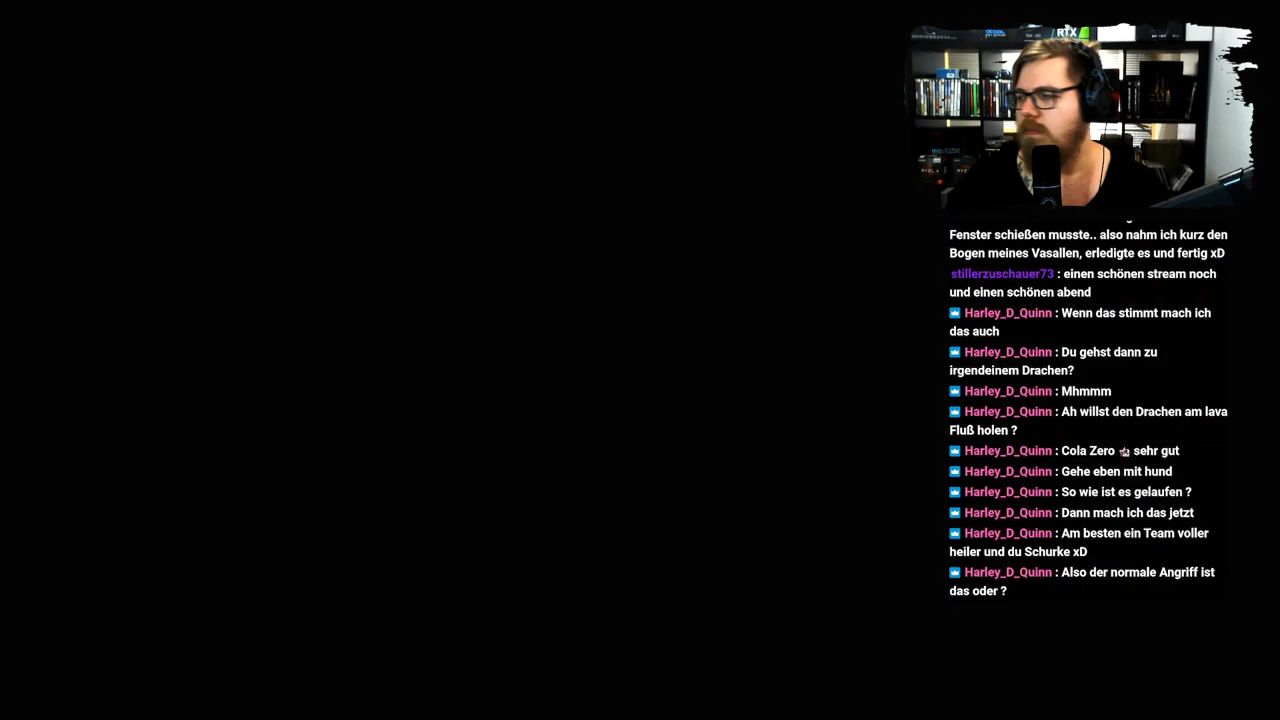 RTX
Fenster schießen musste.. also nahm ich kurz den
Bogen meines Vasallen, erledigte es und fertig xD
stillerzuschauer73 : einen schönen stream noch
und einen schönen abend
Harley_D_Quinn : Wenn das stimmt mach ich
das auch
Harley_D_Quinn : Du gehst dann zu
irgendeinem Drachen?
Harley_D_Quinn : Mhmmm
Harley_D_Quinn : Ah willst den Drachen am lava
Fluß holen ?
Harley_D_Quinn : Cola Zero sehr gut
Harley_D_Quinn : Gehe eben mit hund
Harley_D_Quinn : So wie ist es gelaufen ?
Harley_D_Quinn : Dann mach ich das jetzt
Harley_D_Quinn : Am besten ein Team voller
heiler und du Schurke xD
Harley_D_Quinn : Also der normale Angriff ist
das oder ?